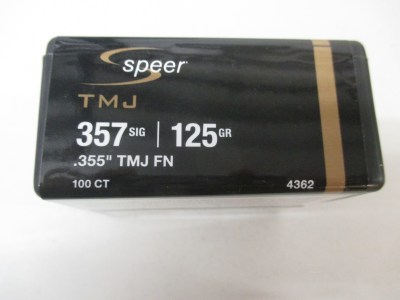 speer
TMJ
357 SIG | 125 GR
.355" TMJ FN
100 CT 4362